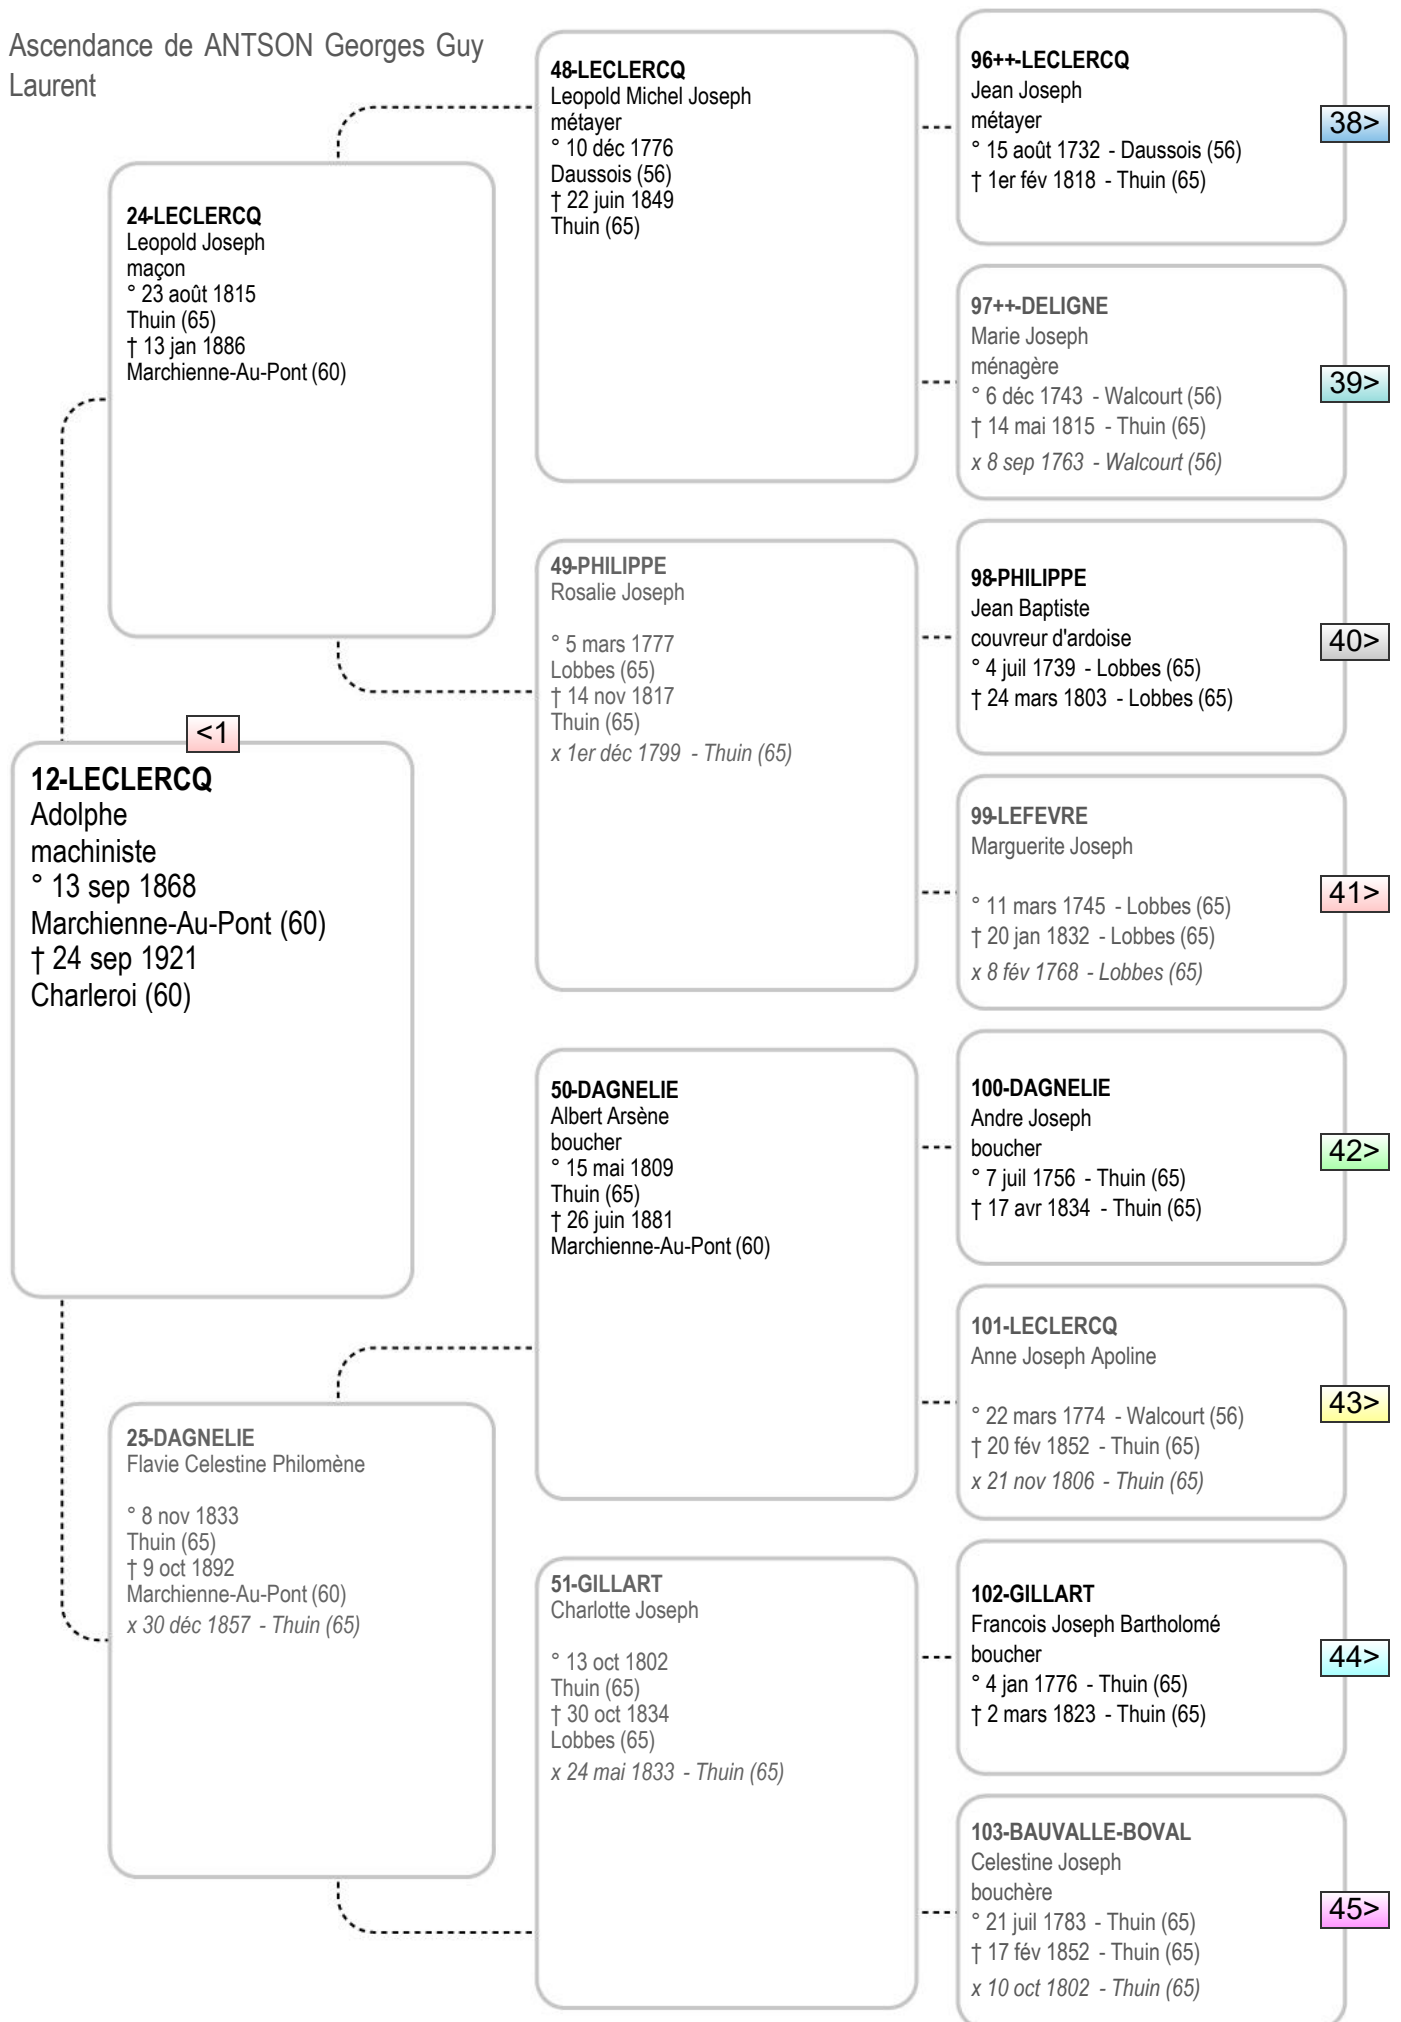 Ascendance de ANTSON Georges Guy
Laurent
<1
12-LECLERCQ
Adolphe
machiniste
° 13 sep 1868
Marchienne-Au-Pont (60)
† 24 sep 1921
Charleroi (60)
24-LECLERCQ
Leopold Joseph
maçon
° 23 août 1815
Thuin (65)
† 13 jan 1886
Marchienne-Au-Pont (60)
25-DAGNELIE
Flavie Celestine Philomène
° 8 nov 1833
Thuin (65)
† 9 oct 1892
Marchienne-Au-Pont (60)
x 30 déc 1857 - Thuin (65)
48-LECLERCQ
Leopold Michel Joseph
métayer
° 10 déc 1776
Daussois (56)
† 22 juin 1849
Thuin (65)
49-PHILIPPE
Rosalie Joseph
° 5 mars 1777
Lobbes (65)
† 14 nov 1817
Thuin (65)
x 1er déc 1799 - Thuin (65)
50-DAGNELIE
Albert Arsène
boucher
° 15 mai 1809
Thuin (65)
† 26 juin 1881
Marchienne-Au-Pont (60)
51-GILLART
Charlotte Joseph
° 13 oct 1802
Thuin (65)
† 30 oct 1834
Lobbes (65)
x 24 mai 1833 - Thuin (65)
96++-LECLERCQ
Jean Joseph
métayer
° 15 août 1732 - Daussois (56)
† 1er fév 1818 - Thuin (65)
38>
97++-DELIGNE
Marie Joseph
ménagère
° 6 déc 1743 - Walcourt (56)
† 14 mai 1815 - Thuin (65)
x 8 sep 1763 - Walcourt (56)
39>
98-PHILIPPE
Jean Baptiste
couvreur d'ardoise
° 4 juil 1739 - Lobbes (65)
† 24 mars 1803 - Lobbes (65)
40>
99-LEFEVRE
Marguerite Joseph
° 11 mars 1745 - Lobbes (65)
† 20 jan 1832 - Lobbes (65)
x 8 fév 1768 - Lobbes (65)
41>
100-DAGNELIE
Andre Joseph
boucher
° 7 juil 1756 - Thuin (65)
† 17 avr 1834 - Thuin (65)
42>
101-LECLERCQ
Anne Joseph Apoline
° 22 mars 1774 - Walcourt (56)
† 20 fév 1852 - Thuin (65)
x 21 nov 1806 - Thuin (65)
43>
102-GILLART
Francois Joseph Bartholomé
boucher
° 4 jan 1776 - Thuin (65)
† 2 mars 1823 - Thuin (65)
44>
103-BAUVALLE-BOVAL
Celestine Joseph
bouchère
° 21 juil 1783 - Thuin (65)
† 17 fév 1852 - Thuin (65)
x 10 oct 1802 - Thuin (65)
45>